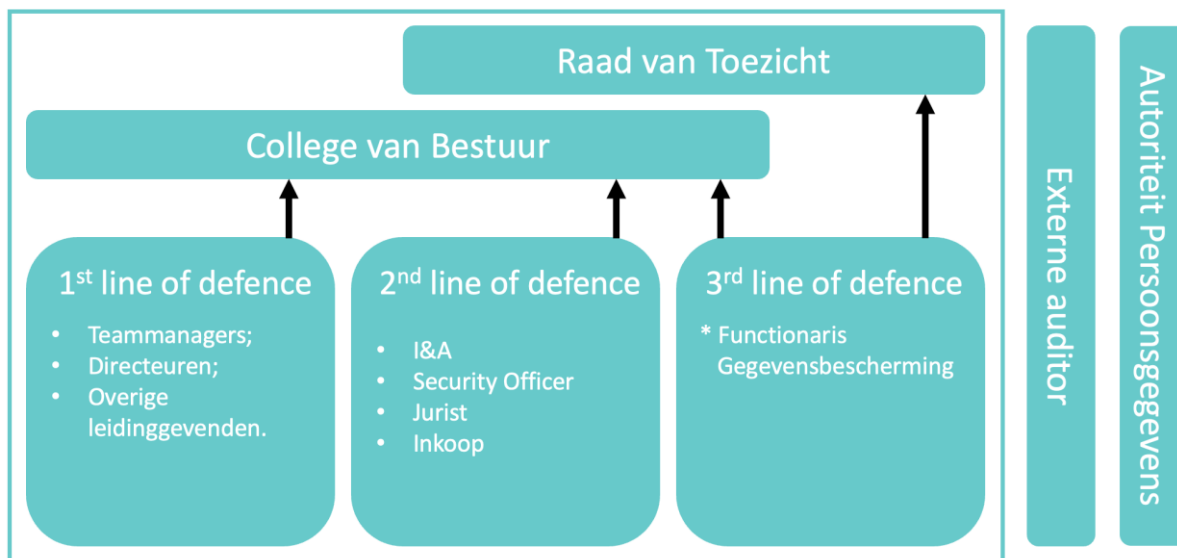 Raad van Toezicht
College van Bestuur
1st line of defence
• Teammanagers;
• Directeuren;
• Overige
leidinggevenden.
2nd line of defence
• I&A
• Security Officer
• Jurist
• Inkoop
3rd line of defence
* Functionaris
Gegevensbescherming
Externe auditor
Autoriteit Persoonsgegevens